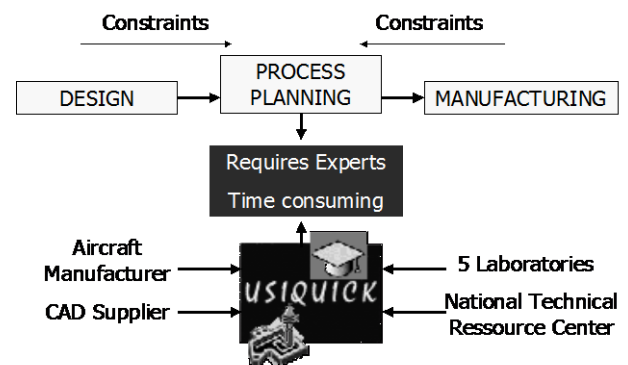 Constraints
Constraints
DESIGN
PROCESS
PLANNING
MANUFACTURING
Requires Experts
Time consuming
Aircraft
Manufacturer
CAD Supplier
USIQUICK
5 Laboratories
National Technical
Ressource Center